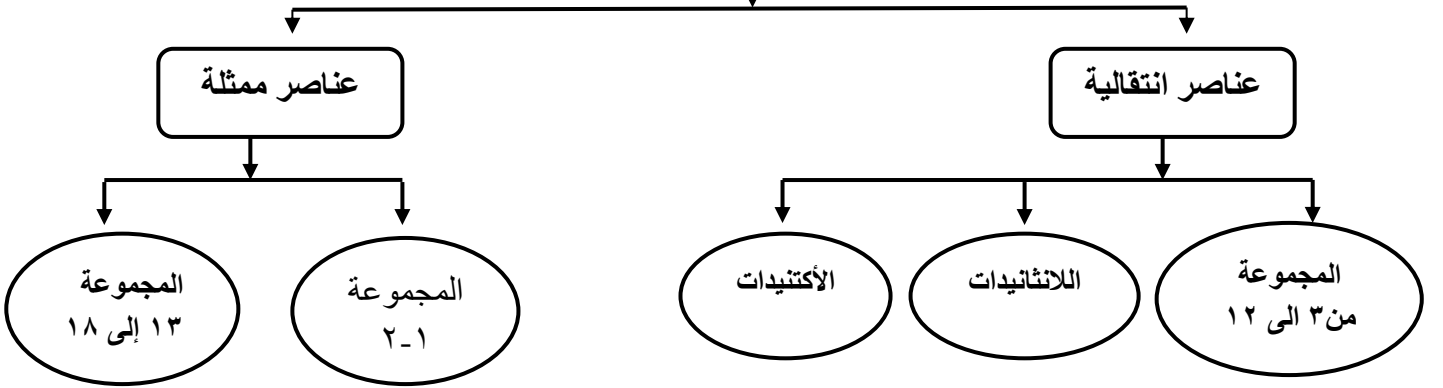 عناصر انتقالية
عناصر ممثلة
المجموعة
من٣ الى ١٢
اللانثانيدات
الأكتنيدات
المجموعة
١-٢
المجموعة
١٣ إلى ١٨